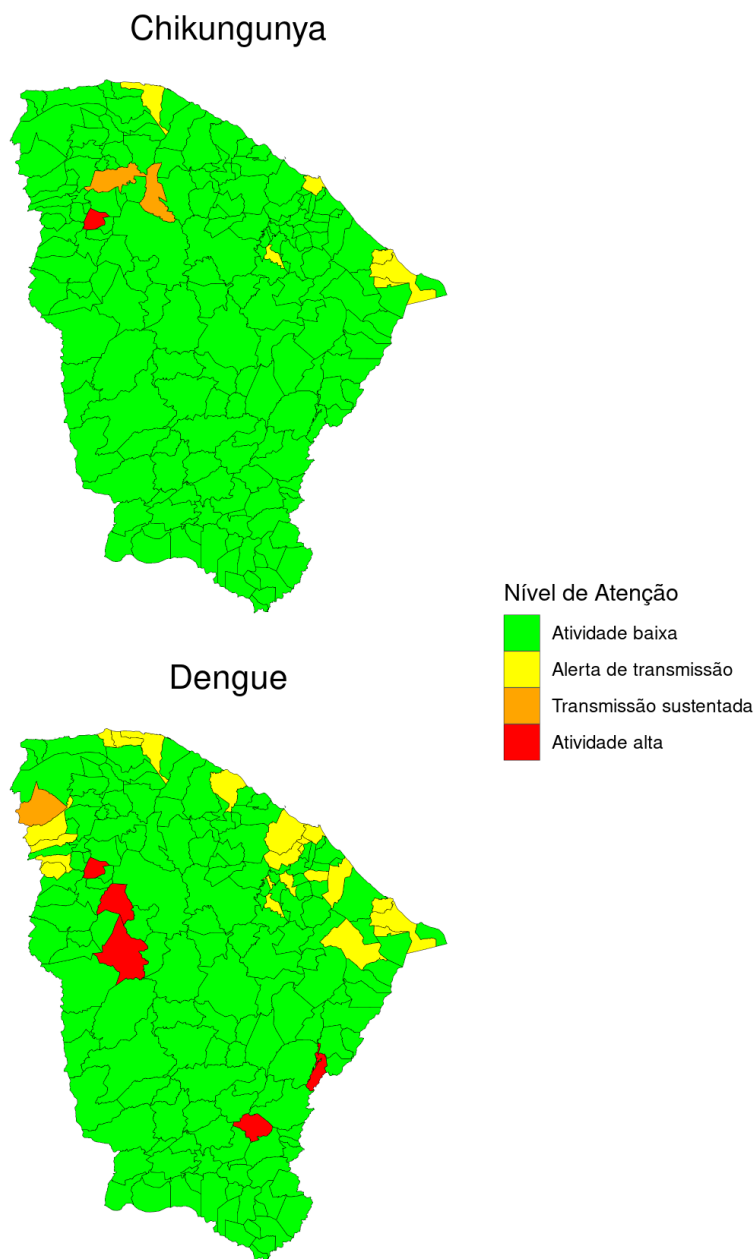 Chikungunya
Nível de Atenção
Atividade baixa
Alerta de transmissão
Transmissão sustentada
Atividade alta
Dengue